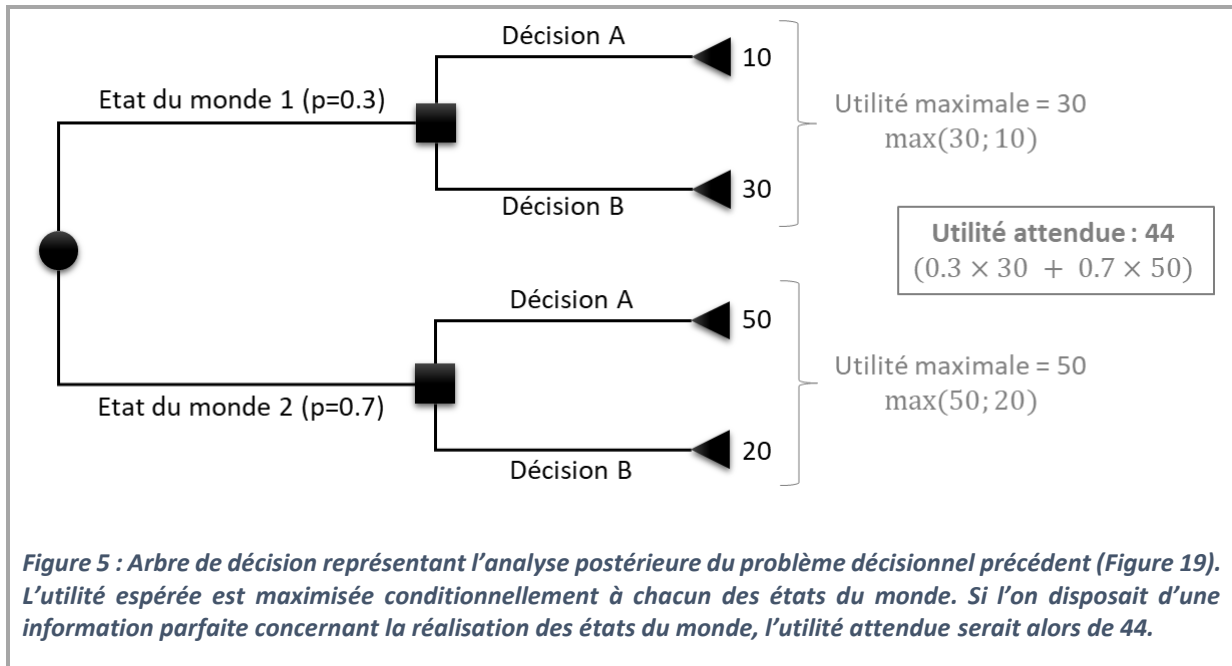 Décision A
10
Etat du monde 1 (p=0.3)
Utilité maximale = 30
max(30; 10)
30
Décision B
Utilité attendue : 44
(0.3 × 30 + 0.7 × 50)
Décision A
50
Utilité maximale = 50
max(50; 20)
Etat du monde 2 (p=0.7)
20
Décision B
Figure 5 : Arbre de décision représentant l’analyse postérieure du problème décisionnel précédent (Figure 19).
L’utilité espérée est maximisée conditionnellement à chacun des états du monde. Si l’on disposait d’une
information parfaite concernant la réalisation des états du monde, l’utilité attendue serait alors de 44.